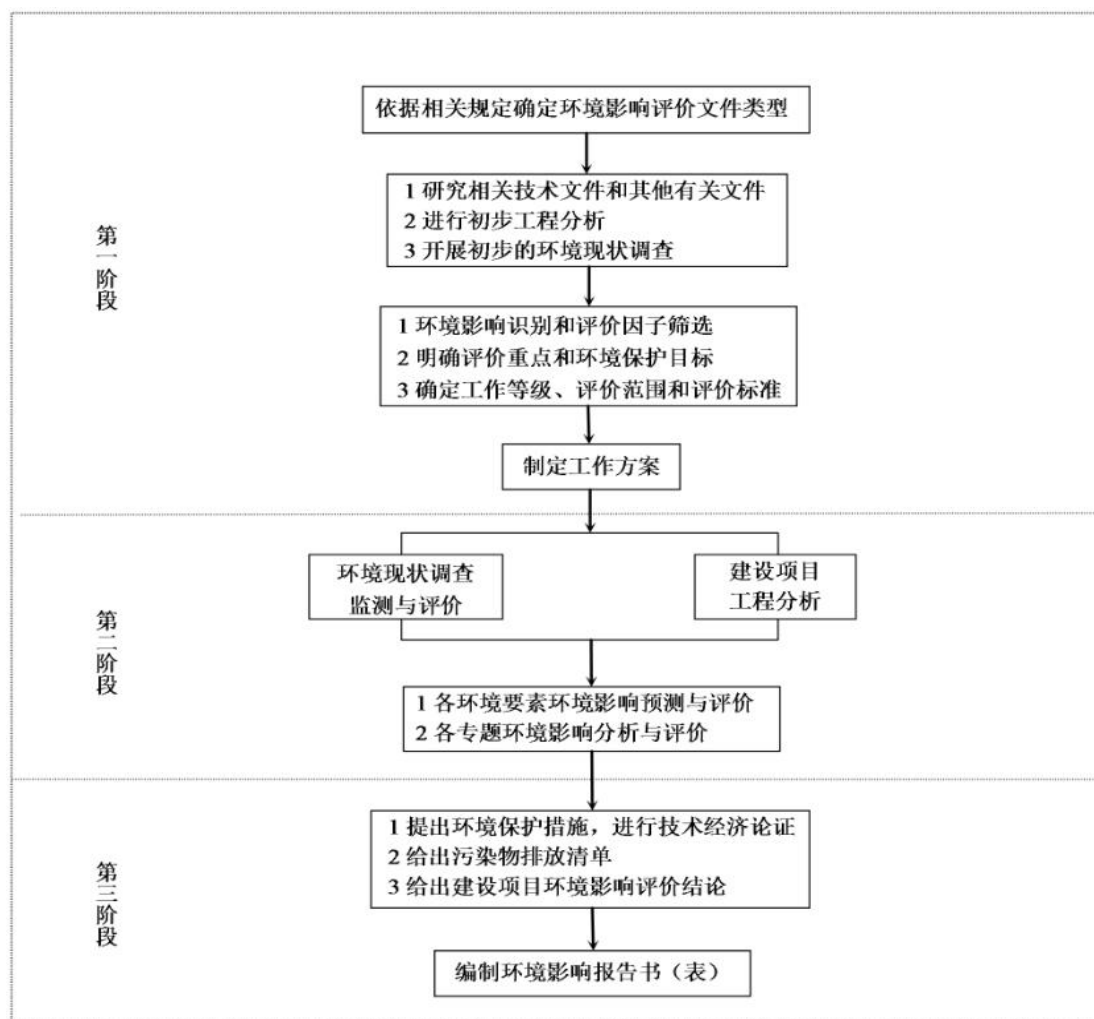 依据相关规定确定环境影响评价文件类型
1 研究相关技术文件和其他有关文件
2 进行初步工程分析
3 开展初步的环境现状调查
第一阶段
1 环境影响识别和评价因子筛选
2 明确评价重点和环境保护目标
3 确定工作等级、评价范围和评价标准
制定工作方案
环境现状调查
监测与评价
建设项目
工程分析
第二阶段
1 各环境要素环境影响预测与评价
2 各专题环境影响分析与评价
1 提出环境保护措施，进行技术经济论证
2 给出污染物排放清单
3 给出建设项目环境影响评价结论
第三阶段
编制环境影响报告书（表）